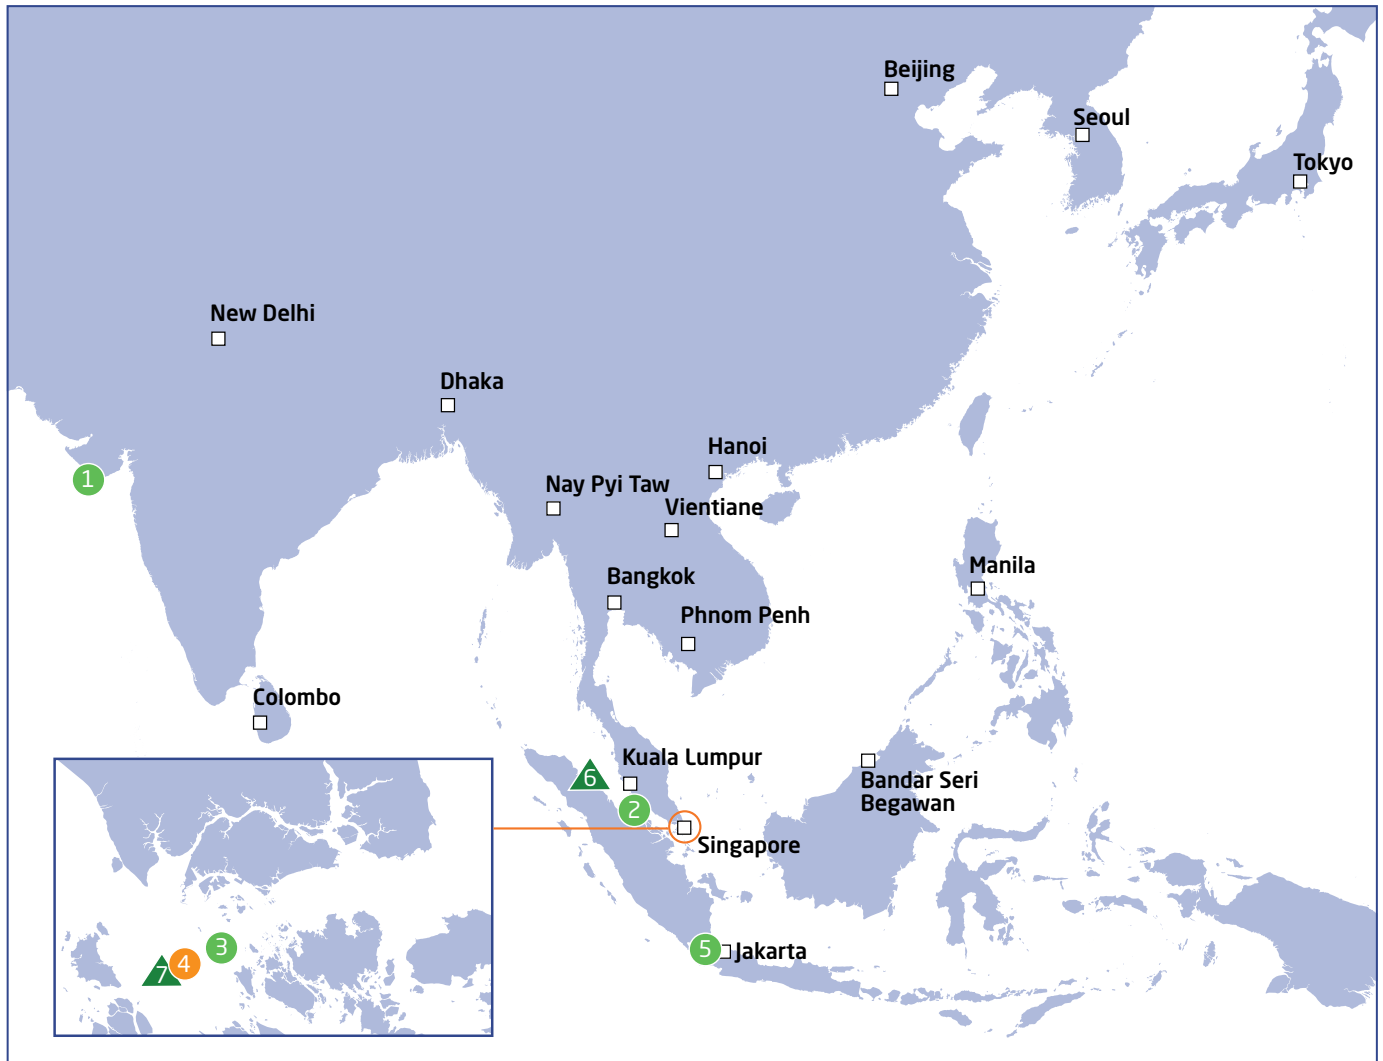 Beijing
Seoul
Tokyo
New Delhi
Dhaka
Hanoi
1
Nay Pyi Taw
Vientiane
Manila
Bangkok
Phnom Penh
Colombo
Kuala Lumpur
6
Bandar Seri
Begawan
2
Singapore
3
5
Jakarta
4
7